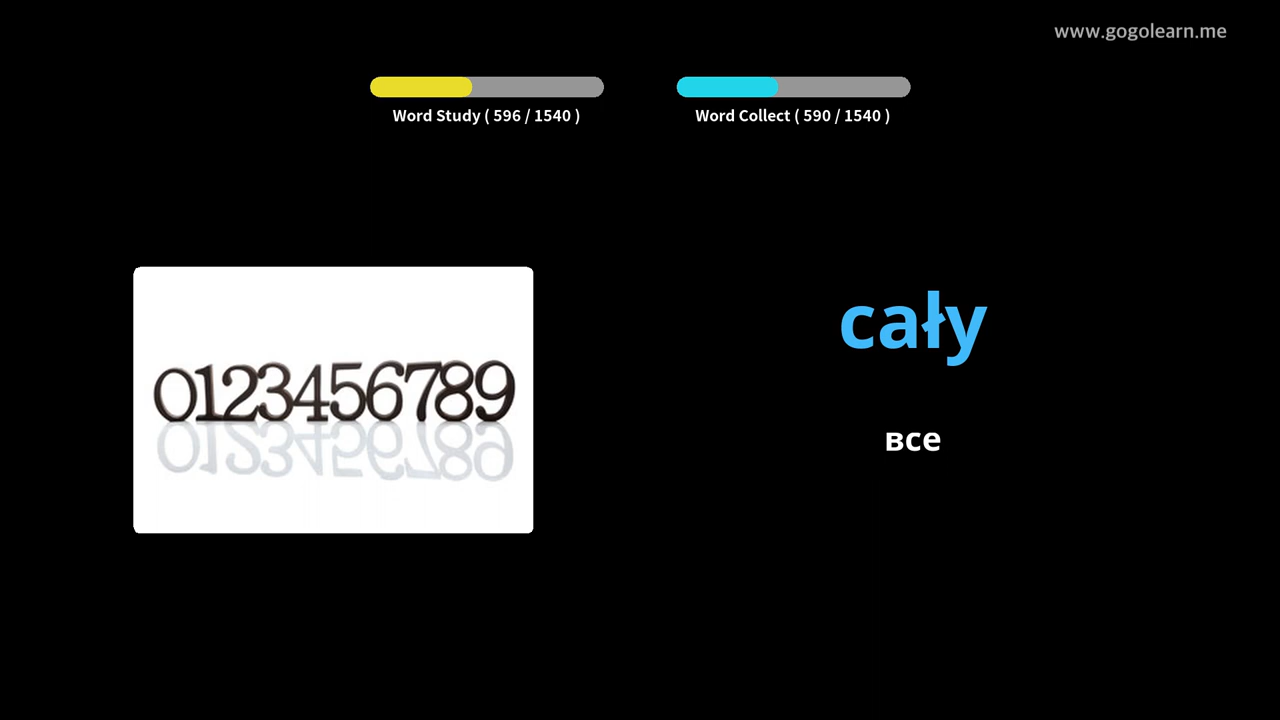 www.gogolearn.me
Word Study ( 596 / 1540 )
Word Collect ( 590 / 1540 )
0123456789
cały
все